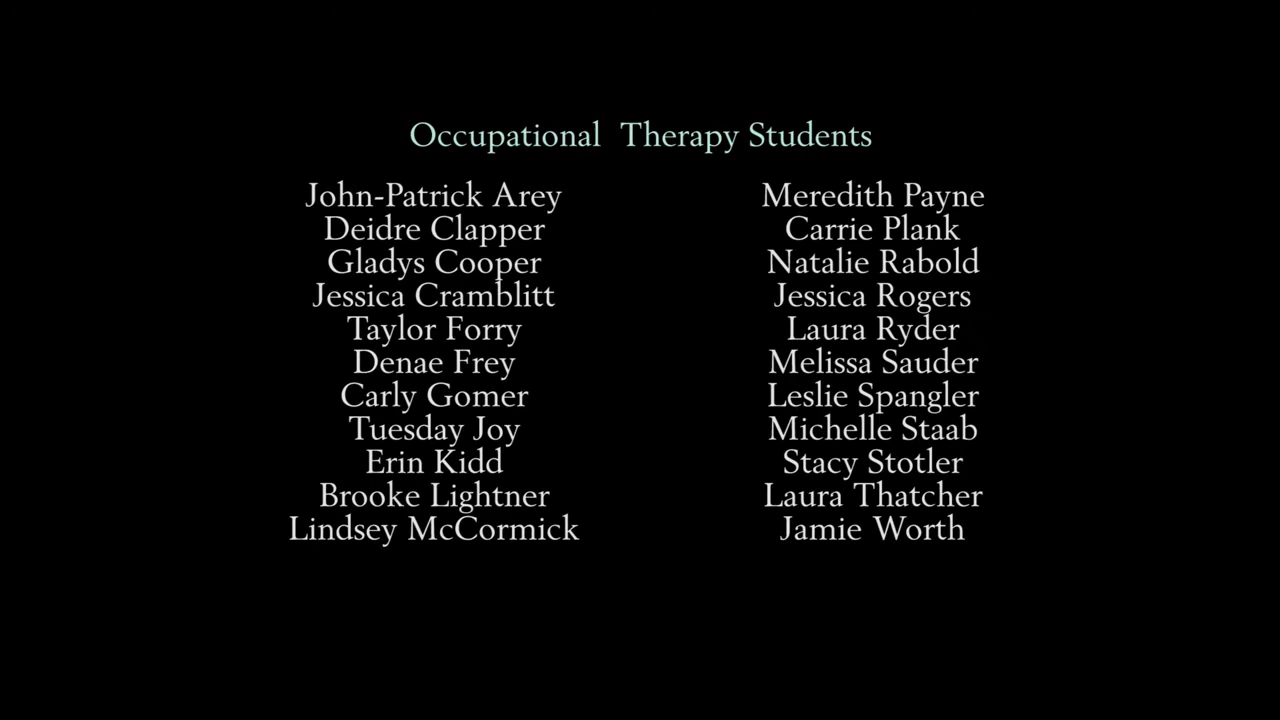 Occupational Therapy Students
John-Patrick Arey
Deidre Clapper
Gladys Cooper
Jessica Cramblitt
Taylor Forry
Denae Frey
Carly Gomer
Tuesday Joy
Erin Kidd
Brooke Lightner
Lindsey McCormick
Meredith Payne
Carrie Plank
Natalie Rabold
Jessica Rogers
Laura Ryder
Melissa Sauder
Leslie Spangler
Michelle Staab
Stacy Stotler
Laura Thatcher
Jamie Worth